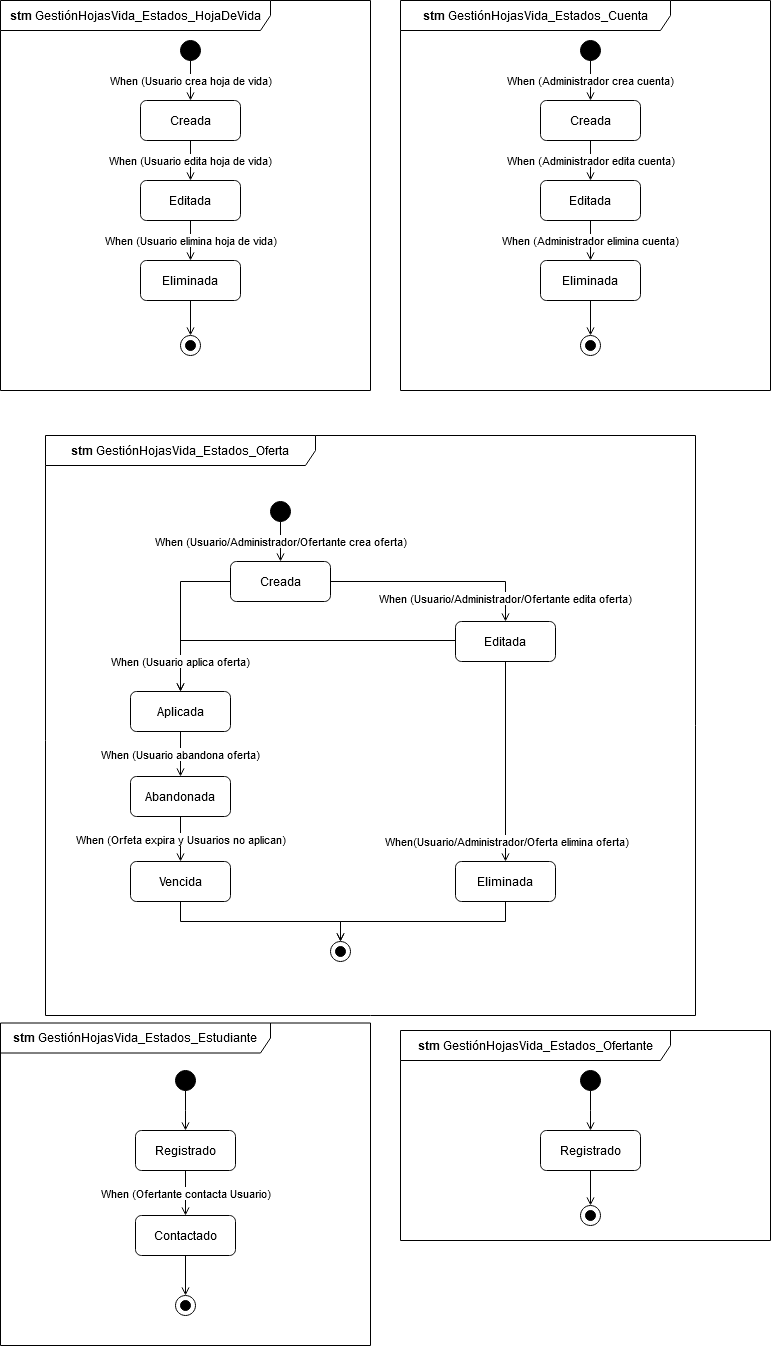 stm GestiónHojasVida_Estados_HojaDeVida
When (Usuario crea hoja de vida)
Creada
When (Usuario edita hoja de vida)
Editada
When (Usuario elimina hoja de vida)
Eliminada
stm GestiónHojasVida_Estados_Cuenta
When (Administrador crea cuenta)
Creada
When (Administrador edita cuenta)
Editada
When (Administrador elimina cuenta)
Eliminada
stm GestiónHojasVida_Estados_Oferta
When (Usuario/Administrador/Ofertante crea oferta)
Creada
When (Usuario/Administrador/Ofertante edita oferta)
Editada
When (Usuario aplica oferta)
Aplicada
When (Usuario abandona oferta)
Abandonada
When (Orfeta expira y Usuarios no aplican)
When(Usuario/Administrador/Oferta elimina oferta)
Vencida
Eliminada
stm GestiónHojasVida_Estados_Estudiante
Registrado
When (Ofertante contacta Usuario)
Contactado
stm GestiónHojasVida_Estados_Ofertante
Registrado